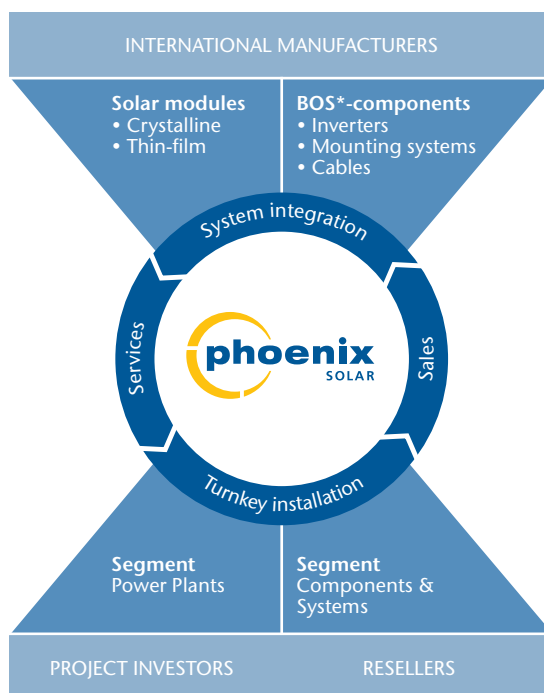 INTERNATIONAL MANUFACTURERS
Solar modules
• Crystalline
• Thin-film
BOS*-components
• Inverters
• Mounting systems
• Cables
System integration
Services
phoenix
SOLAR
Sales
Turnkey installation
Segment
Power Plants
Segment
Components &
Systems
PROJECT INVESTORS
RESELLERS